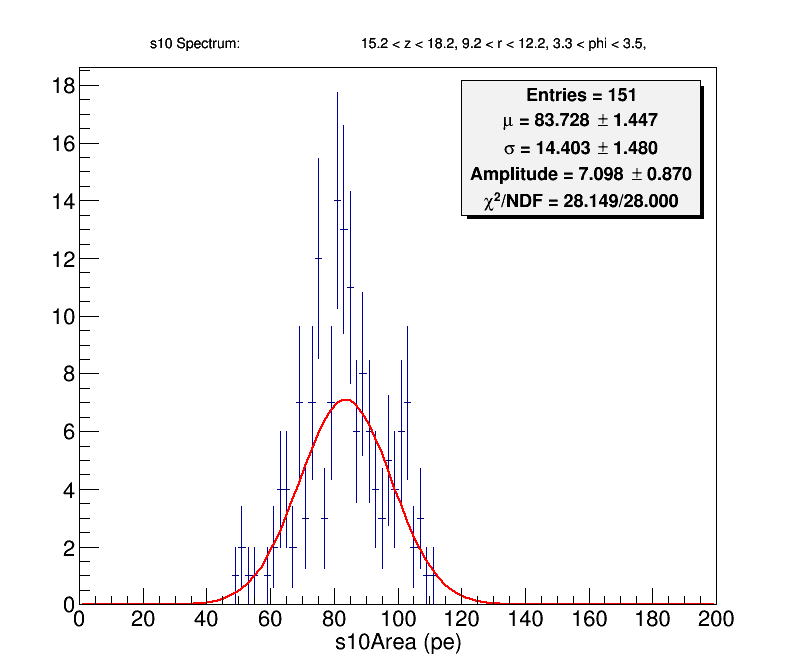 s10 Spectrum: 15.2 < z < 18.2, 9.2 < r < 12.2, 3.3 < phi < 3.5,
Entries = 151
μ = 83.728 ± 1.447
σ = 14.403 ± 1.480
Amplitude = 7.098 ± 0.870
χ²/NDF = 28.149/28.000
18
16
14
12
10
8
6
4
2
0
0 20 40 60 80 100 120 140 160 180 200
s10Area (pe)